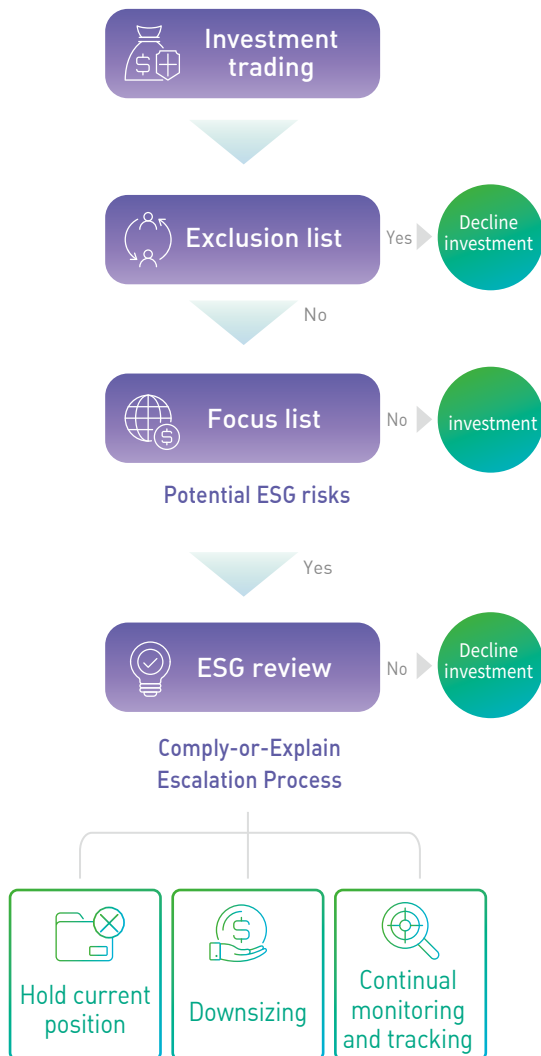 Investment
trading
Exclusion list
Yes
Decline
investment
No
Focus list
No
investment
Potential ESG risks
Yes
ESG review
No
Decline
investment
Comply-or-Explain
Escalation Process
Hold current
position
Downsizing
Continual
monitoring
and tracking